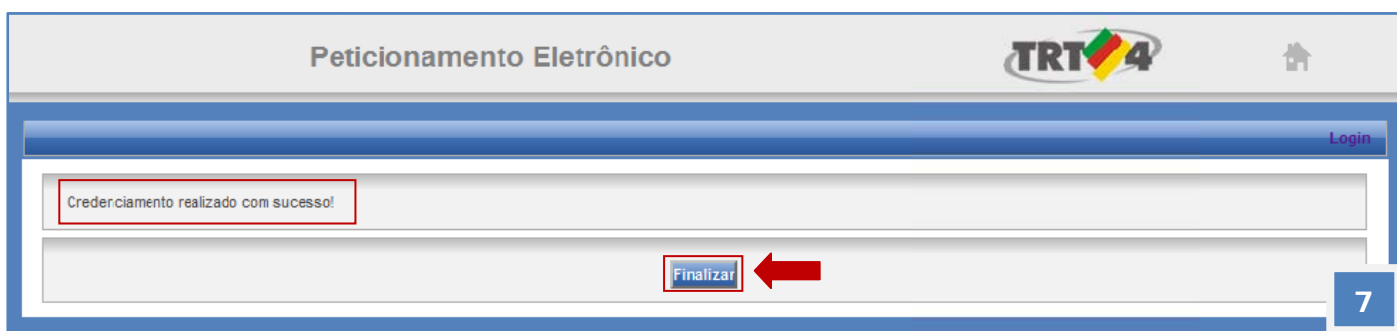 Peticionamento Eletrônico
TRT4
Login
Credenciamento realizado com sucesso!
Finalizar
7